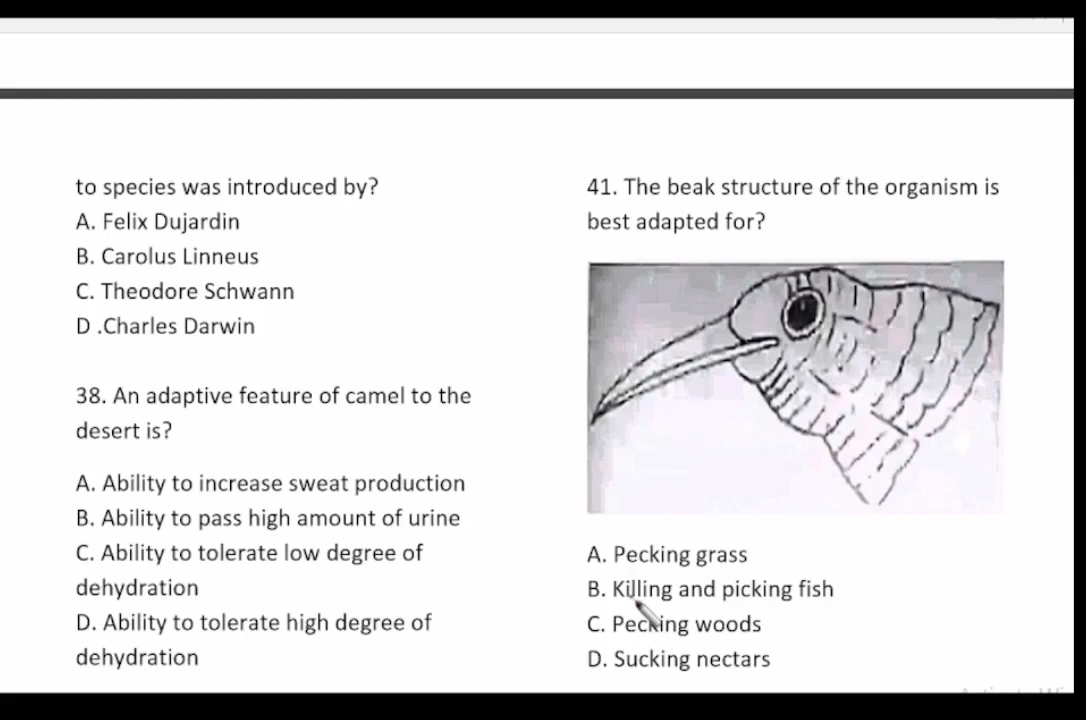 to species was introduced by?
A. Felix Dujardin
B. Carolus Linneus
C. Theodore Schwann
D .Charles Darwin
38. An adaptive feature of camel to the
desert is?
A. Ability to increase sweat production
B. Ability to pass high amount of urine
C. Ability to tolerate low degree of
dehydration
D. Ability to tolerate high degree of
dehydration
41. The beak structure of the organism is
best adapted for?
A. Pecking grass
B. Killing and picking fish
C. Pecking woods
D. Sucking nectars